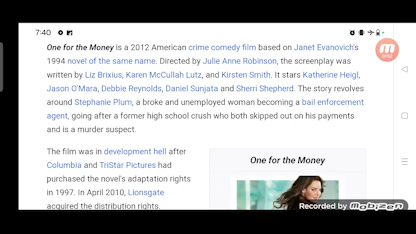 7:40
One for the Money is a 2012 American crime comedy film based on Janet Evanovich's
1994 novel of the same name. Directed by Julie Anne Robinson, the screenplay was
written by Liz Brixius, Karen McCullah Lutz, and Kirsten Smith. It stars Katherine Heigl,
Jason O'Mara, Debbie Reynolds, Daniel Sunjata and Sherri Shepherd. The story revolves
around Stephanie Plum, a broke and unemployed woman becoming a bail enforcement
agent, going after a former high school crush who both skipped out on his payments
and is a murder suspect.
The film was in development hell after
Columbia and TriStar Pictures had
purchased the novel's adaptation rights
in 1997. In April 2010, Lionsgate
acquired the distribution rights.
One for the Money
Recorded by MOBIZEN